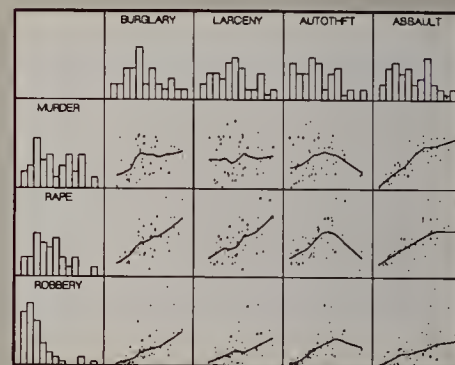 BURGLARY LARCENY AUTOTHFT ASSAULT
MURDER
RAPE
ROBBERY